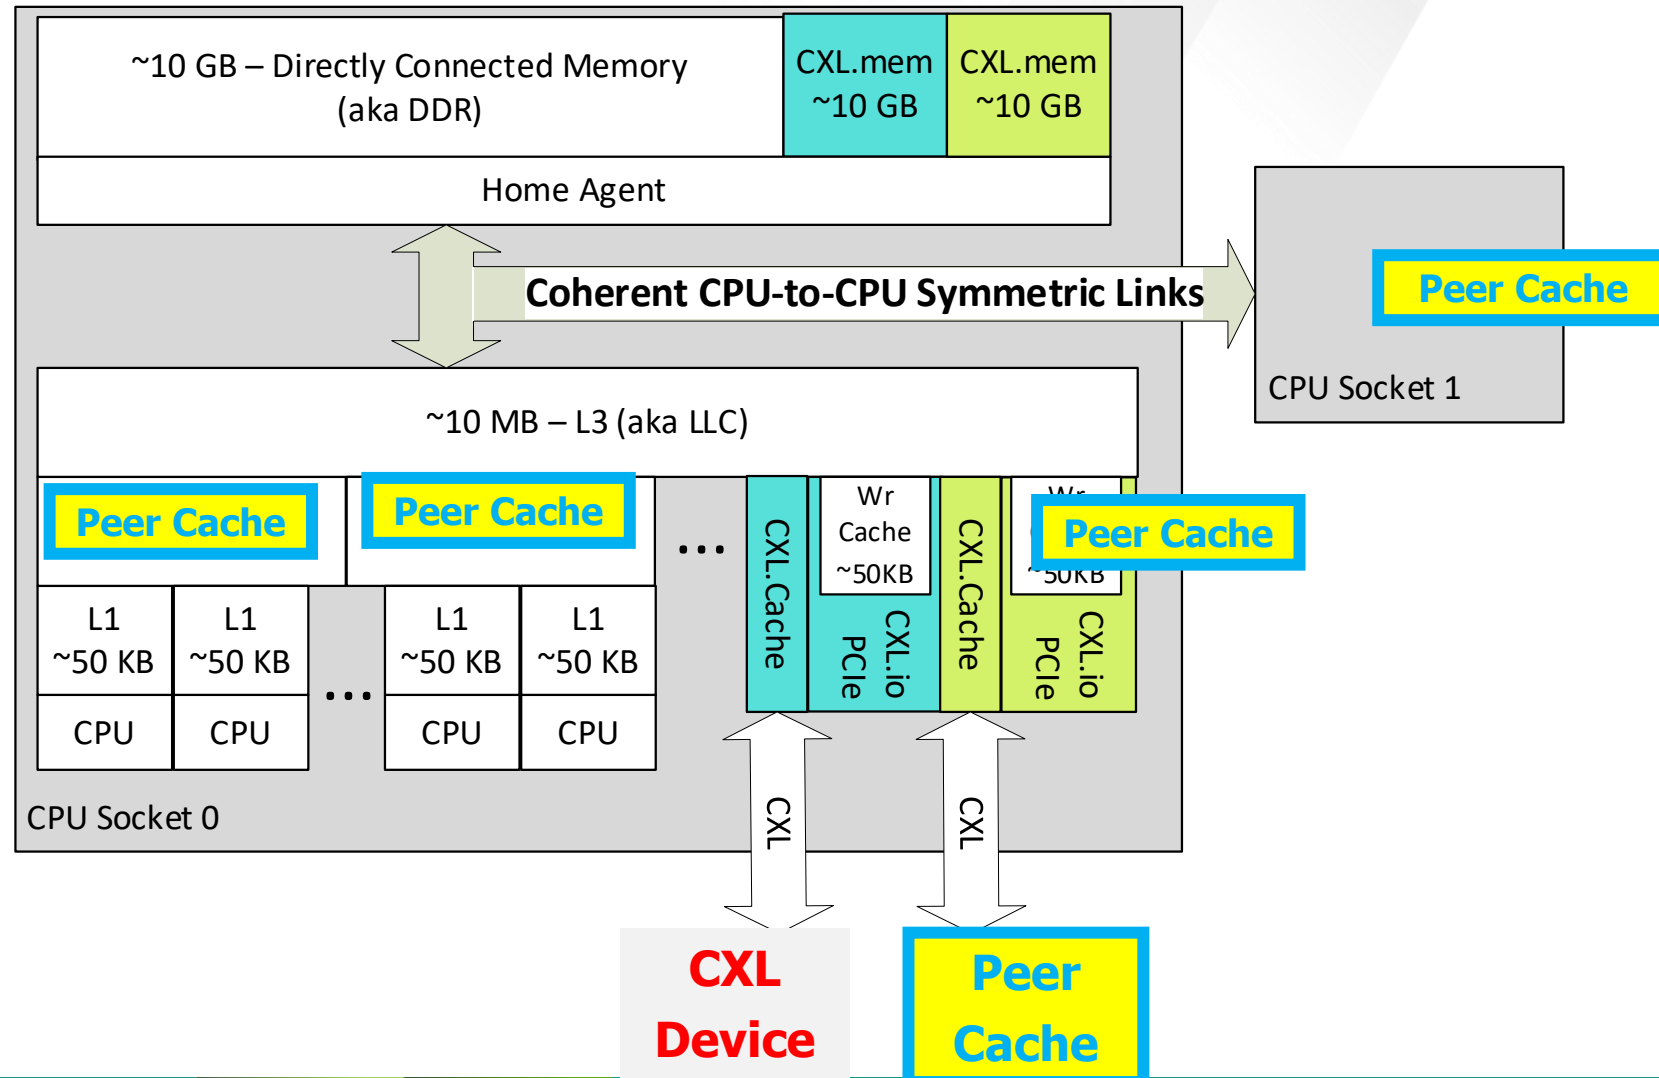 ~10 GB – Directly Connected Memory
(aka DDR)
CXL.mem
~10 GB
CXL.mem
~10 GB
Home Agent
Coherent CPU-to-CPU Symmetric Links
Peer Cache
CPU Socket 1
~10 MB – L3 (aka LLC)
Peer Cache
Peer Cache
...
CXL.Cache
Wr
Cache
~50KB
CXL.io
PCIe
CXL.Cache
Wr
Peer Cache
~50KB
CXL.io
PCIe
L1
~50 KB
L1
~50 KB
...
L1
~50 KB
L1
~50 KB
CPU
CPU
CPU
CPU
CPU Socket 0
CXL
CXL
CXL
Device
Peer
Cache